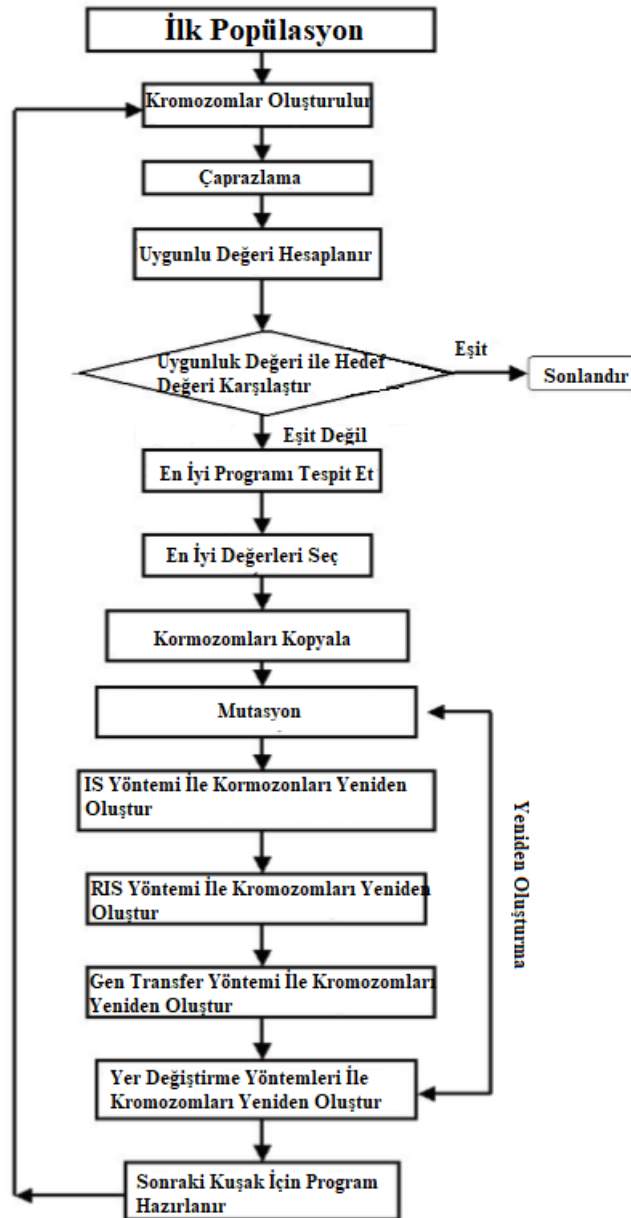 İlk Popülasyon
Kromozomlar Oluşturulur
Çaprazlama
Uygunlu Değeri Hesaplanır
Uygunluk Değeri ile Hedef
Değeri Karşılaştır
Eşit
Sonlandır
Eşit Değil
En İyi Programı Tespit Et
En İyi Değerleri Seç
Kormozomları Kopyala
Mutasyon
IS Yöntemi İle Kormozonları Yeniden
Oluştur
RIS Yöntemi İle Kromozomları Yeniden
Oluştur
Gen Transfer Yöntemi İle Kromozomları
Yeniden Oluştur
Yer Değiştirme Yöntemleri İle
Kromozomları Yeniden Oluştur
Yeniden Oluşturma
Sonraki Kuşak İçin Program
Hazırlanır